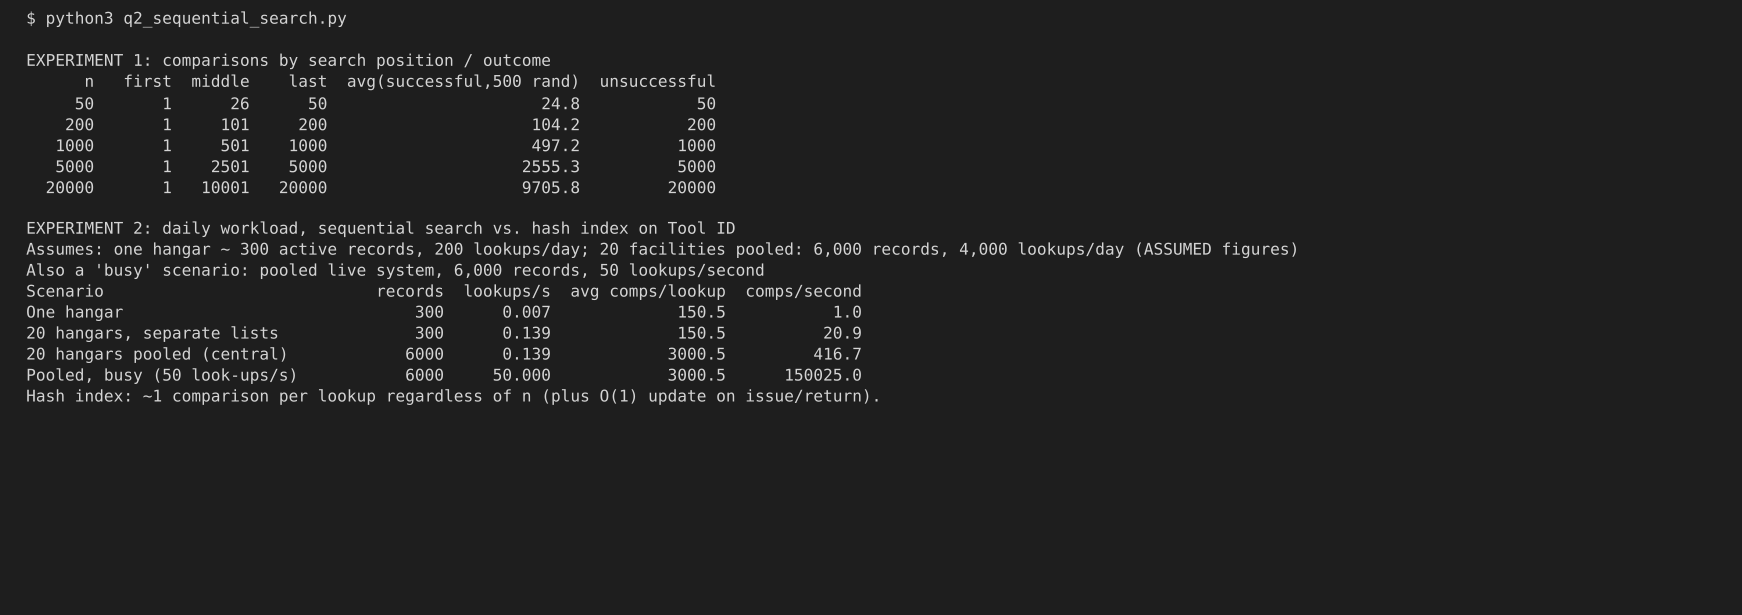 $ python3 q2_sequential_search.py
EXPERIMENT 1: comparisons by search position / outcome
n first middle last avg(successful,500 rand) unsuccessful
50 1 26 50 24.8 50
200 1 101 200 104.2 200
1000 1 501 1000 497.2 1000
5000 1 2501 5000 2555.3 5000
20000 1 10001 20000 9705.8 20000
EXPERIMENT 2: daily workload, sequential search vs. hash index on Tool ID
Assumes: one hangar ~ 300 active records, 200 lookups/day; 20 facilities pooled: 6,000 records, 4,000 lookups/day (ASSUMED figures)
Also a 'busy' scenario: pooled live system, 6,000 records, 50 lookups/second
Scenario records lookups/s avg comps/lookup comps/second
One hangar 300 0.007 150.5 1.0
20 hangars, separate lists 300 0.139 150.5 20.9
20 hangars pooled (central) 6000 0.139 3000.5 416.7
Pooled, busy (50 look-ups/s) 6000 50.000 3000.5 150025.0
Hash index: ~1 comparison per lookup regardless of n (plus O(1) update on issue/return).